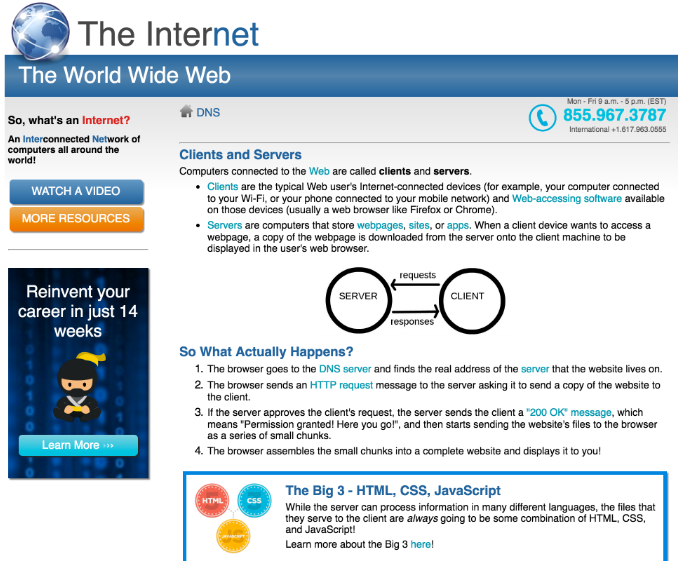 The Internet
The World Wide Web
So, what's an Internet?
An Interconnected Network of
computers all around the
world!
WATCH A VIDEO
MORE RESOURCES
Reinvent your
career in just 14
weeks
Learn More
DNS
Mon - Fri 9 a.m. - 5 p.m. (EST)
855.967.3787
International +1.617.963.0555
Clients and Servers
Computers connected to the Web are called clients and servers.
• Clients are the typical Web user's Internet-connected devices (for example, your computer connected
to your Wi-Fi, or your phone connected to your mobile network) and Web-accessing software available
on those devices (usually a web browser like Firefox or Chrome).
• Servers are computers that store webpages, sites, or apps. When a client device wants to access a
webpage, a copy of the webpage is downloaded from the server onto the client machine to be
displayed in the user's web browser.
requests
SERVER
CLIENT
responses
So What Actually Happens?
1. The browser goes to the DNS server and finds the real address of the server that the website lives on.
2. The browser sends an HTTP request message to the server asking it to send a copy of the website to
the client.
3. If the server approves the client's request, the server sends the client a "200 OK" message, which
means "Permission granted! Here you go!", and then starts sending the website's files to the browser
as a series of small chunks.
4. The browser assembles the small chunks into a complete website and displays it to you!
HTML
CSS
JAVASCRIPT
The Big 3 - HTML, CSS, JavaScript
While the server can process information in many different languages, the files that
they serve to the client are always going to be some combination of HTML, CSS,
and JavaScript!
Learn more about the Big 3 here!